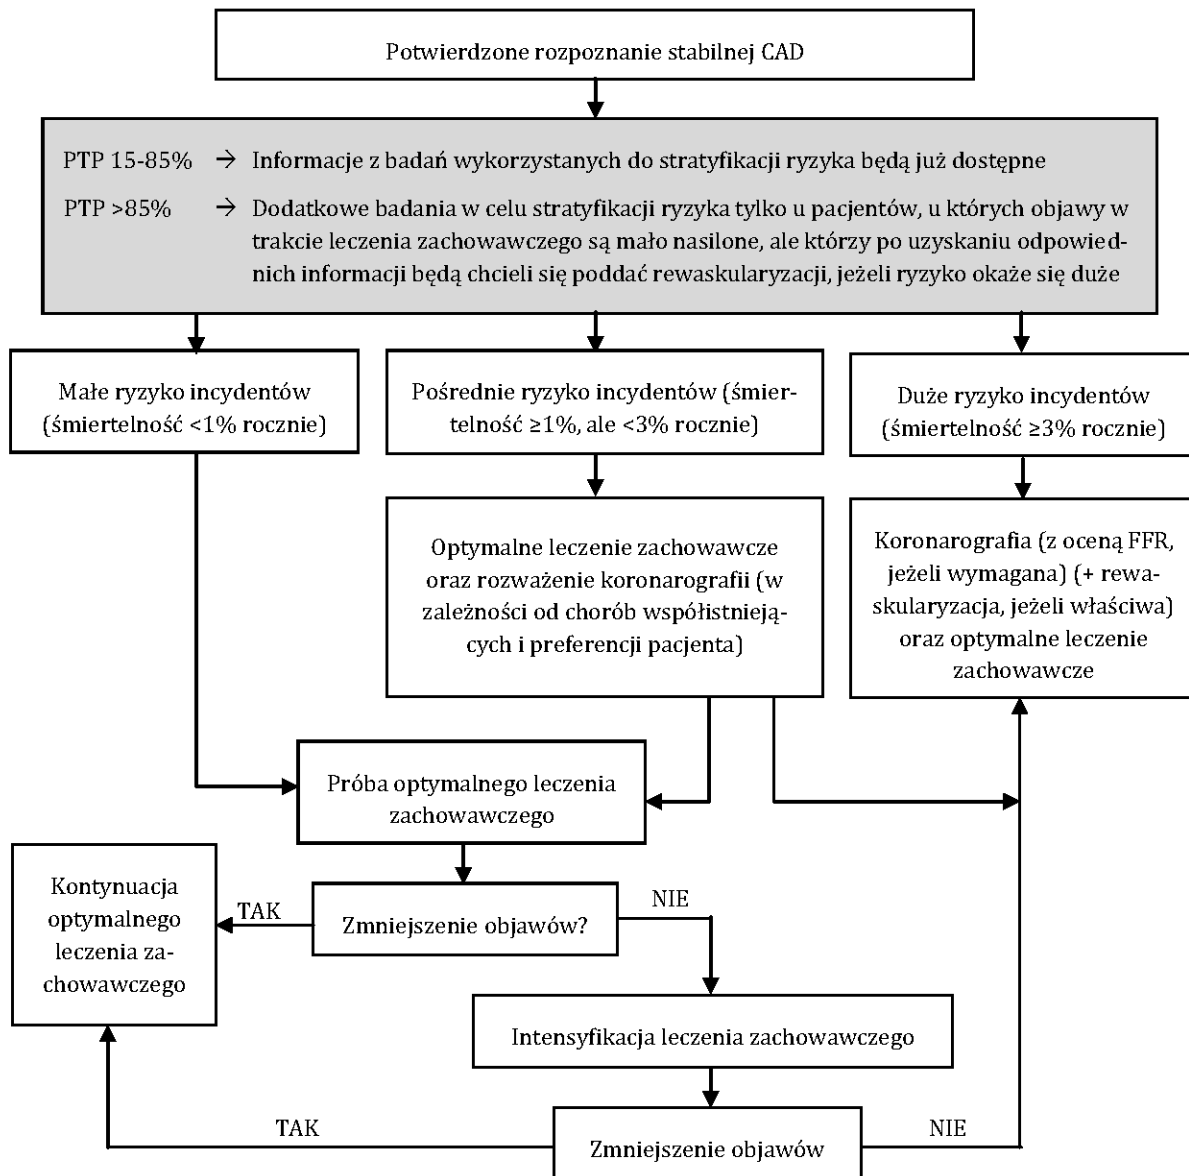 Potwierdzone rozpoznanie stabilnej CAD
PTP 15-85% → Informacje z badań wykorzystanych do stratyfikacji ryzyka będą już dostępne
PTP >85% → Dodatkowe badania w celu stratyfikacji ryzyka tylko u pacjentów, u których objawy w
trakcie leczenia zachowawczego są mało nasilone, ale którzy po uzyskaniu odpowied-
nich informacji będą chcieli się poddać rewaskularyzacji, jeżeli ryzyko okaże się duże
Małe ryzyko incydentów
(śmiertelność <1% rocznie)
Pośrednie ryzyko incydentów (śmier-
telność ≥1%, ale <3% rocznie)
Duże ryzyko incydentów
(śmiertelność ≥3% rocznie)
Optymalne leczenie zachowawcze
oraz rozważenie koronarografii (w
zależności od chorób współistnieją-
cych i preferencji pacjenta)
Koronarografia (z oceną FFR,
jeżeli wymagana) (+ rewa-
skularyzacja, jeżeli właściwa)
oraz optymalne leczenie
zachowawcze
Próba optymalnego leczenia
zachowawczego
Kontynuacja
optymalnego
leczenia za-
chowawczego
TAK
Zmniejszenie objawów?
NIE
Intensyfikacja leczenia zachowawczego
TAK
Zmniejszenie objawów
NIE